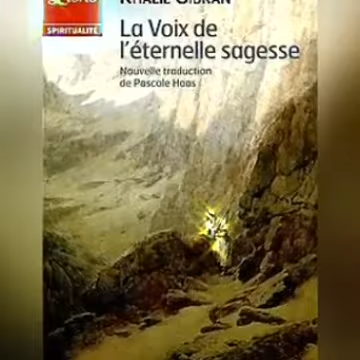 SPIRITUALITÉ
KHALIL GIBRAN
La Voix de
l'éternelle sagesse
Nouvelle traduction
de Pascale Haas